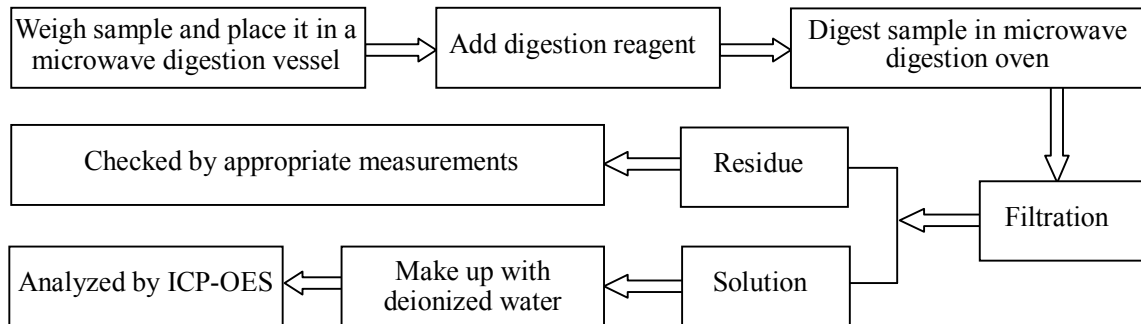 Weigh sample and place it in a
microwave digestion vessel
Add digestion reagent
Digest sample in microwave
digestion oven
Filtration
Residue
Checked by appropriate measurements
Solution
Make up with
deionized water
Analyzed by ICP-OES